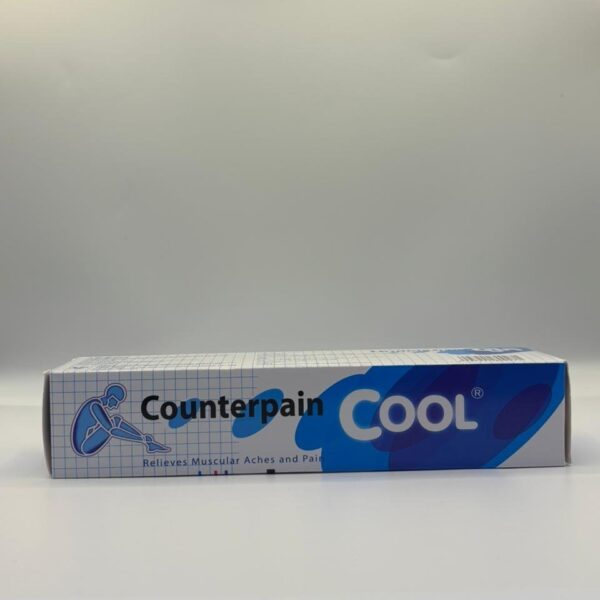 Counterpain COOL®
Relieves Muscular Aches and Pain